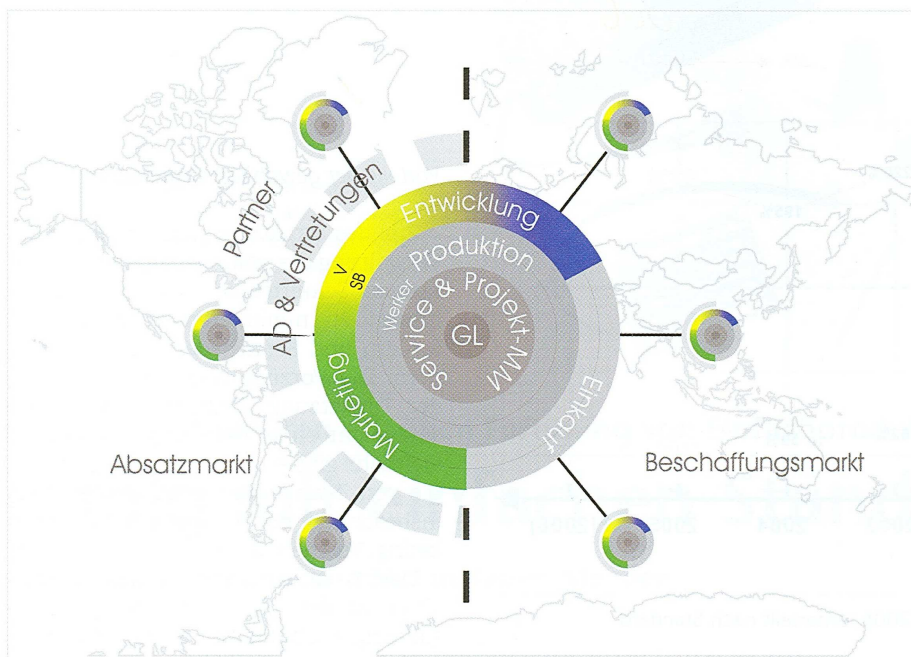 Partner
AD & Vertretungen
Entwicklung
Produktion
V
SB
V
Werker
Service & Projekt-MM
GL
Marketing
Einkauf
Absatzmarkt
Beschaffungsmarkt